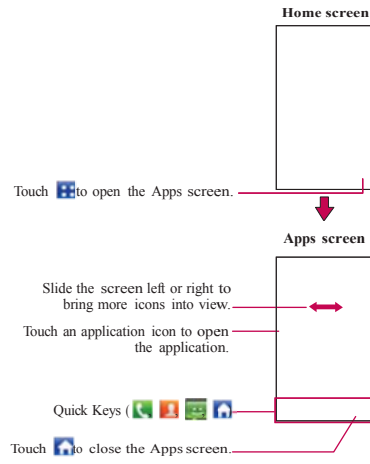 Home screen
Touch to open the Apps screen.
Apps screen
Slide the screen left or right to
bring more icons into view.
Touch an application icon to open
the application.
Quick Keys (
Touch to close the Apps screen.